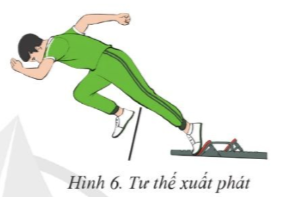 Hình 6. Tư thế xuất phát